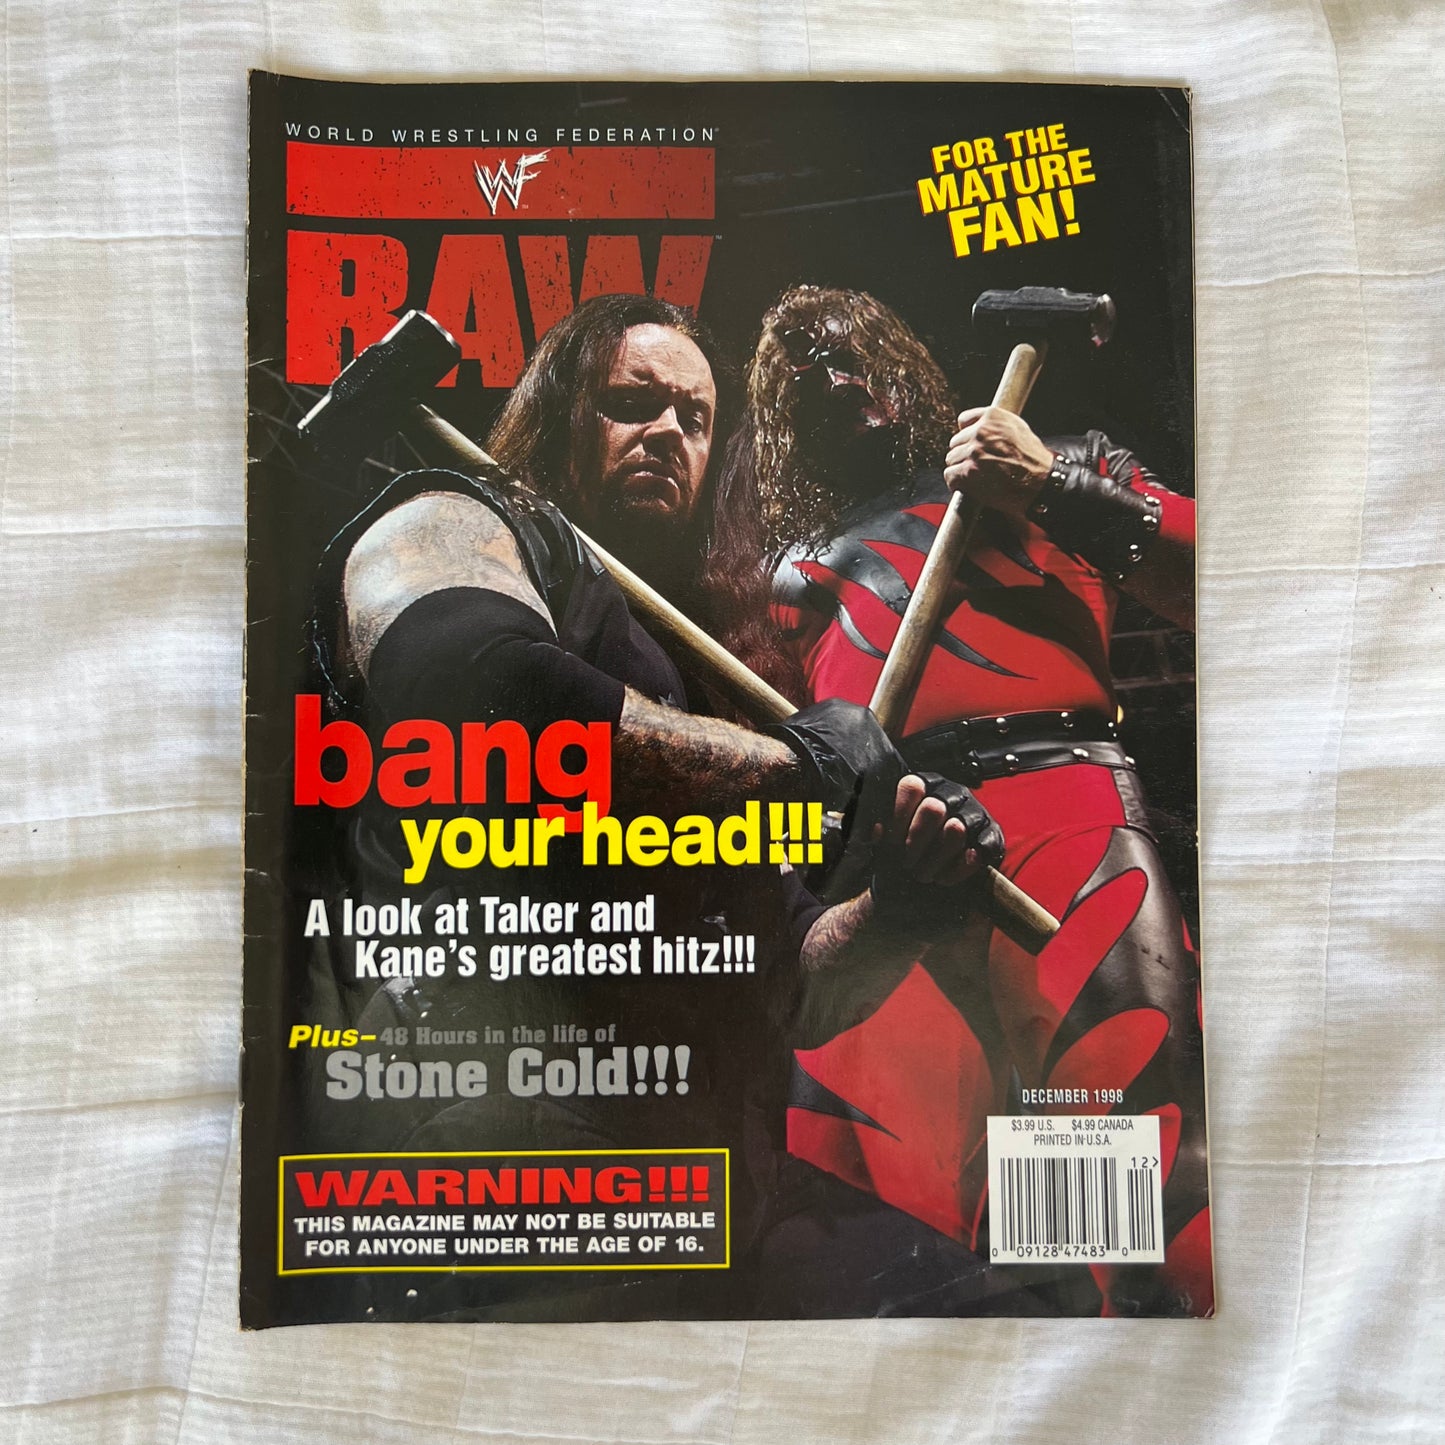 WORLD WRESTLING FEDERATION
WF
RAW
FOR THE
MATURE
FAN!
bang
your head!!!
A look at Taker and
Kane's greatest hitz!!!
Plus-48 Hours in the life of
Stone Cold!!!
WARNING!!!
THIS MAGAZINE MAY NOT BE SUITABLE
FOR ANYONE UNDER THE AGE OF 16.
DECEMBER 1998
$3.99 U.S. $4.99 CANADA
PRINTED IN U.S.A.
12>
0 09128 47483 0